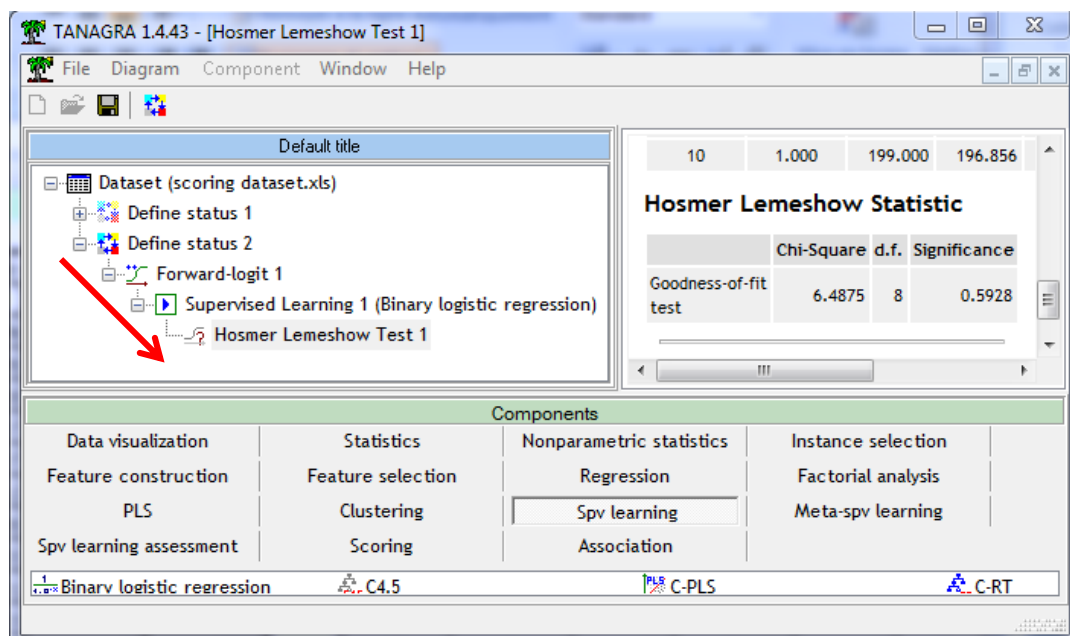 TANAGRA 1.4.43 - [Hosmer Lemeshow Test 1]
File Diagram Component Window Help
Default title
Dataset (scoring dataset.xls)
Define status 1
Define status 2
Forward-logit 1
Supervised Learning 1 (Binary logistic regression)
Hosmer Lemeshow Test 1
10 1.000 199.000 196.856
Hosmer Lemeshow Statistic
Chi-Square d.f. Significance
Goodness-of-fit
test 6.4875 8 0.5928
Components
Data visualization Statistics Nonparametric statistics Instance selection
Feature construction Feature selection Regression Factorial analysis
PLS Clustering Spv learning Meta-spv learning
Spv learning assessment Scoring Association
Binary logistic regression C4.5 C-PLS C-RT